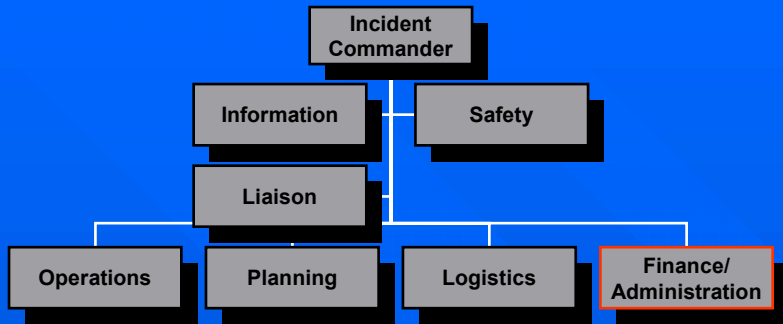 Incident
Commander
Information
Safety
Liaison
Operations
Planning
Logistics
Finance/
Administration